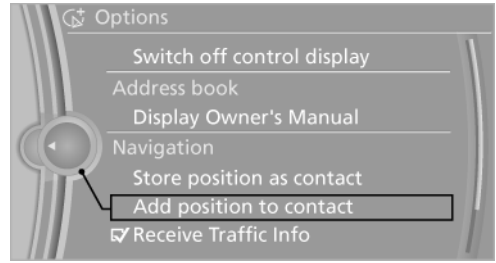 Options
Switch off control display
Address book
Display Owner's Manual
Navigation
Store position as contact
Add position to contact
Receive Traffic Info